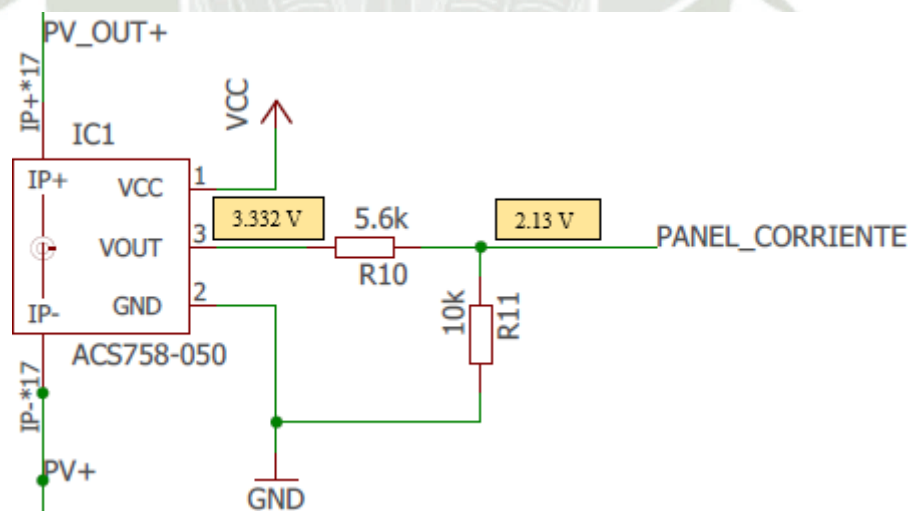 PV_OUT+
IP+*17
IC1
VCC
IP+
VCC
1
3.332 V
5.6k
2.13 V
VOUT
3
PANEL_CORRIENTE
R10
IP-
GND
2
10k
R11
ACS758-050
IP-*17
PV+
GND